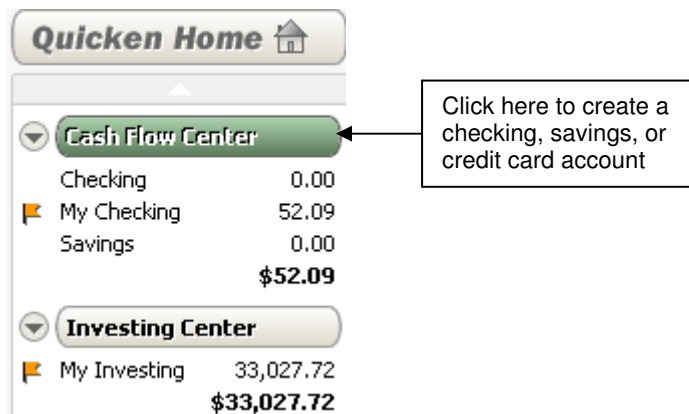 Quicken Home
Cash Flow Center
Click here to create a
checking, savings, or
credit card account
Checking 0.00
My Checking 52.09
Savings 0.00
$52.09
Investing Center
My Investing 33,027.72
$33,027.72